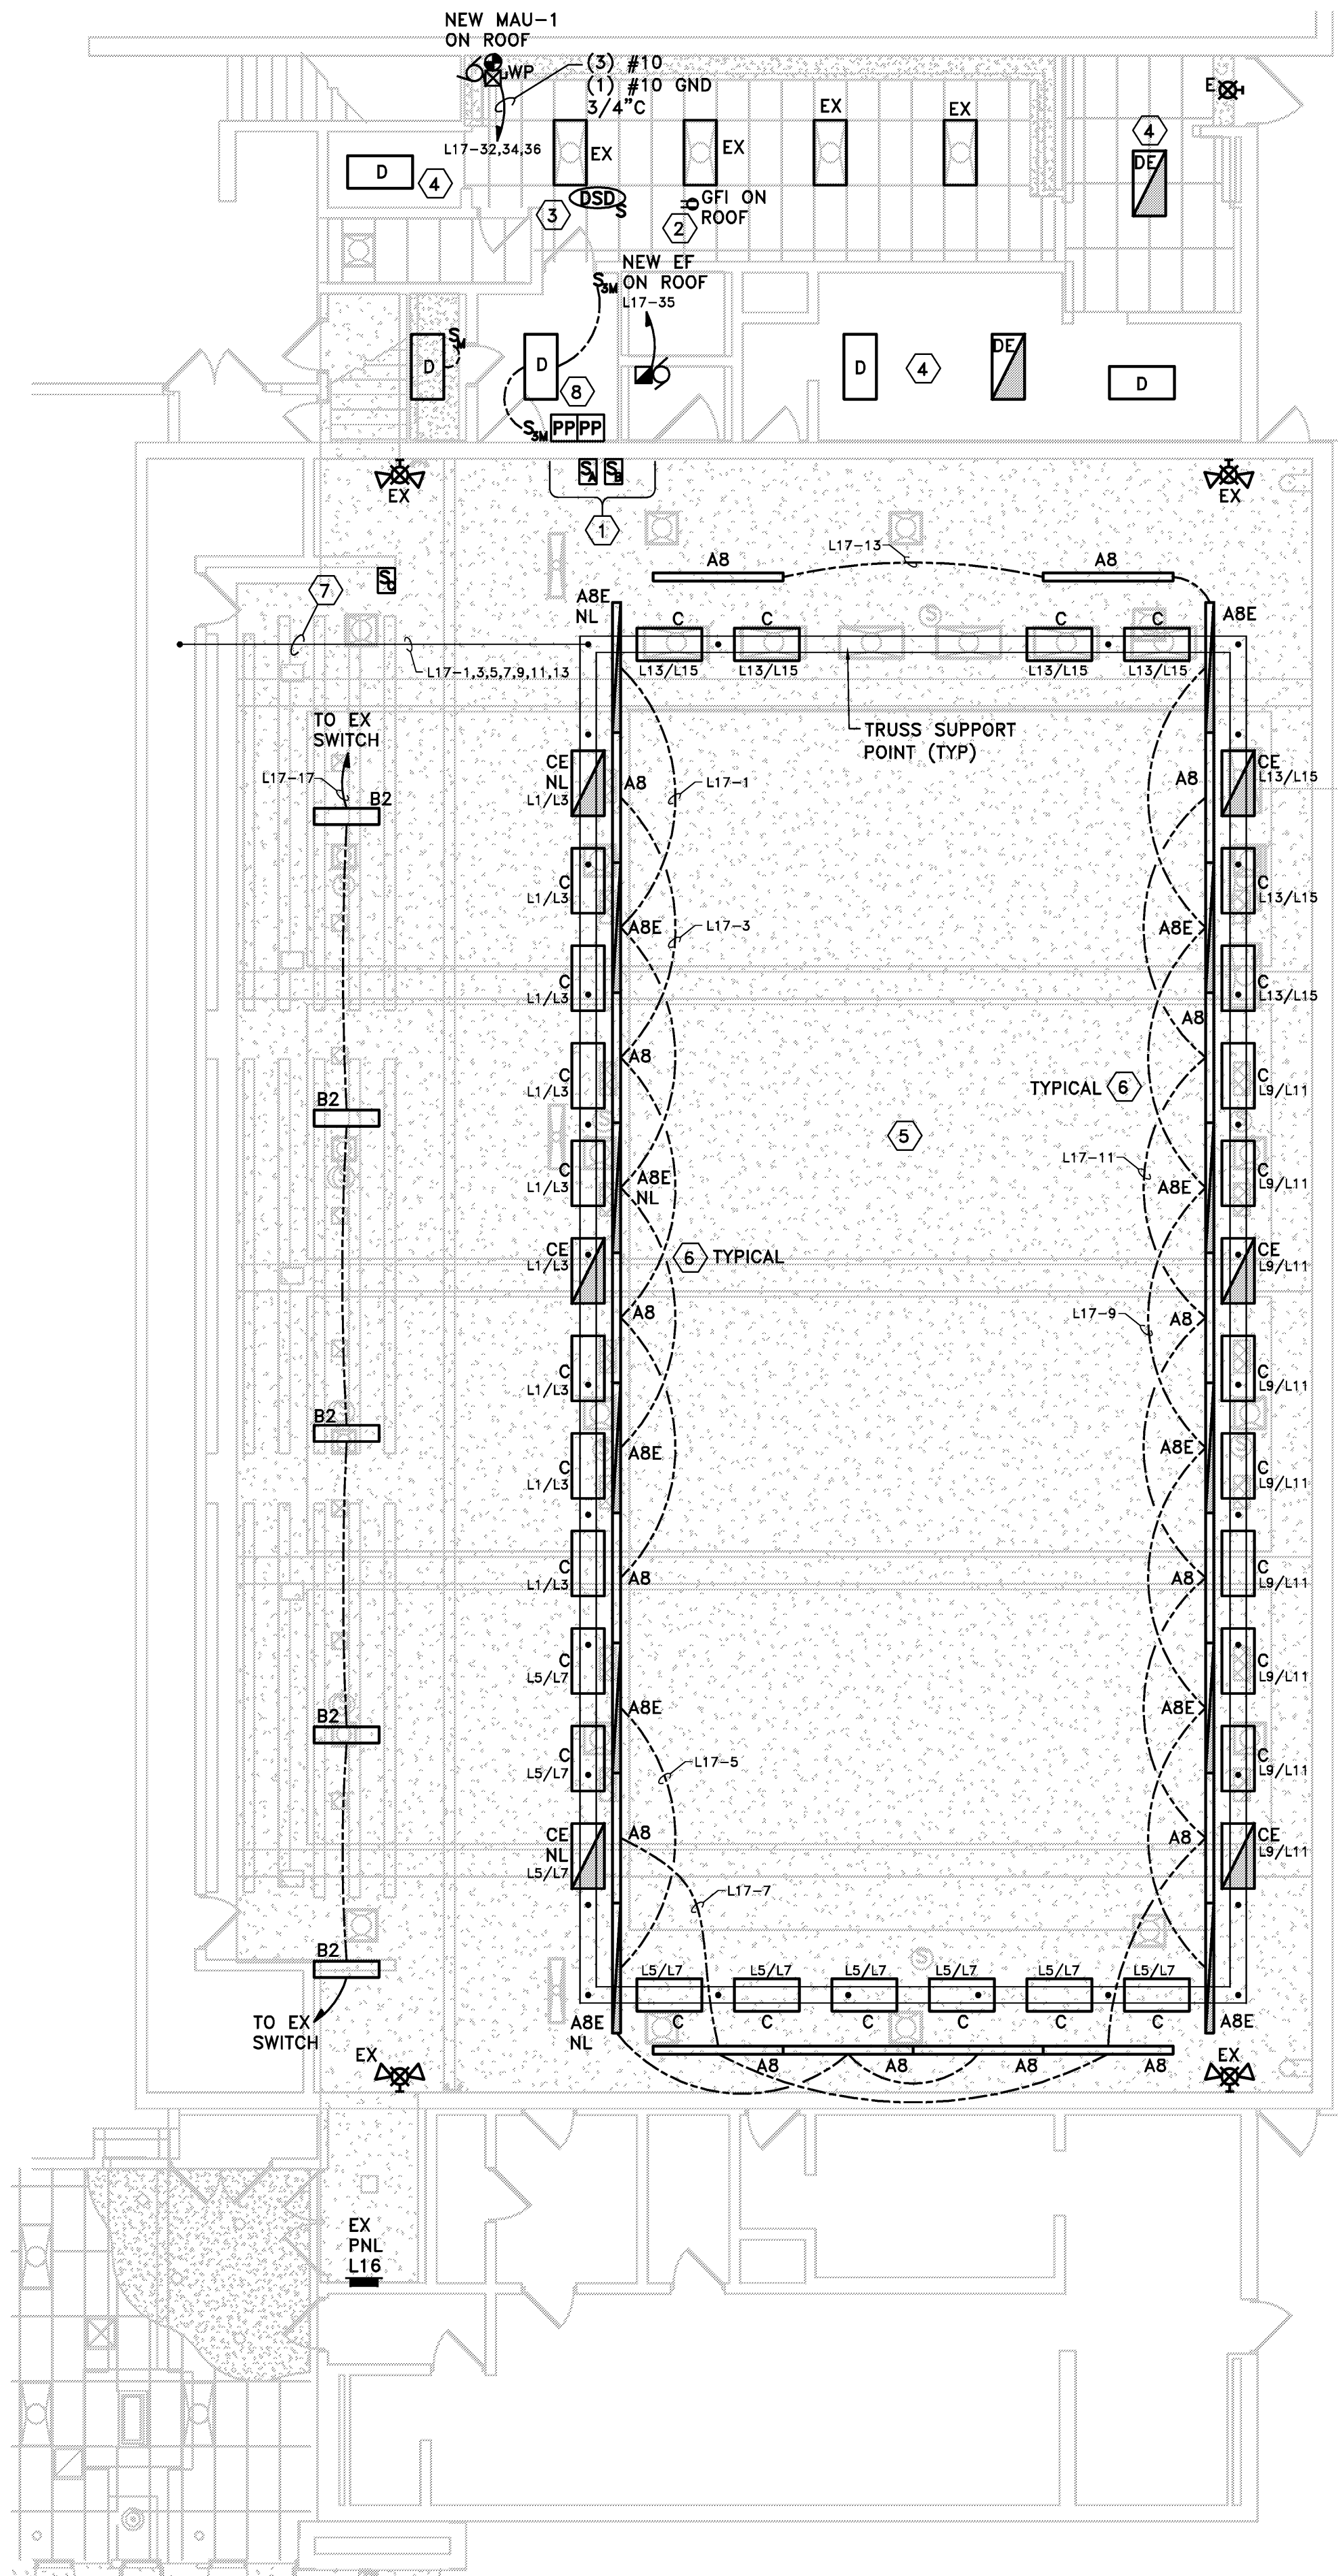 NEW MAU-1
ON ROOF
WP
(3) #10
(1) #10 GND
3/4"C
L17-32,34,36
EX
EX
EX
EX
E
4
DE
D
4
3
DSD
S
GFI ON
ROOF
2
NEW EF
ON ROOF
L17-35
S3M
SM
D
D
8
S3M
PP
PP
D
4
DE
D
EX
SA
SB
EX
1
L17-13
A8
A8
7
SC
A8E
NL
A8E
C
C
C
C
L13/L15
L13/L15
L13/L15
L13/L15
L17-1,3,5,7,9,11,13
TO EX
SWITCH
L17-17
B2
TRUSS SUPPORT
POINT (TYP)
CE
NL
L1/L3
A8
L17-1
A8
CE
L13/L15
C
L1/L3
C
L13/L15
A8E
L17-3
A8E
C
L1/L3
C
L13/L15
A8
A8
C
L1/L3
B2
TYPICAL
6
C
L9/L11
5
L17-11
C
L1/L3
A8E
NL
A8E
C
L9/L11
CE
L1/L3
6
TYPICAL
CE
L9/L11
A8
L17-9
A8
C
L1/L3
C
L9/L11
B2
A8E
A8E
C
L1/L3
C
L9/L11
C
L1/L3
A8
A8
C
L9/L11
C
L5/L7
C
L9/L11
A8E
A8E
B2
C
L5/L7
L17-5
C
L9/L11
CE
NL
L5/L7
A8
A8
CE
L9/L11
L17-7
B2
L5/L7
L5/L7
L5/L7
L5/L7
L5/L7
L5/L7
C
C
C
C
C
C
TO EX
SWITCH
A8E
NL
A8E
A8
A8
A8
A8
EX
EX
EX
PNL
L16